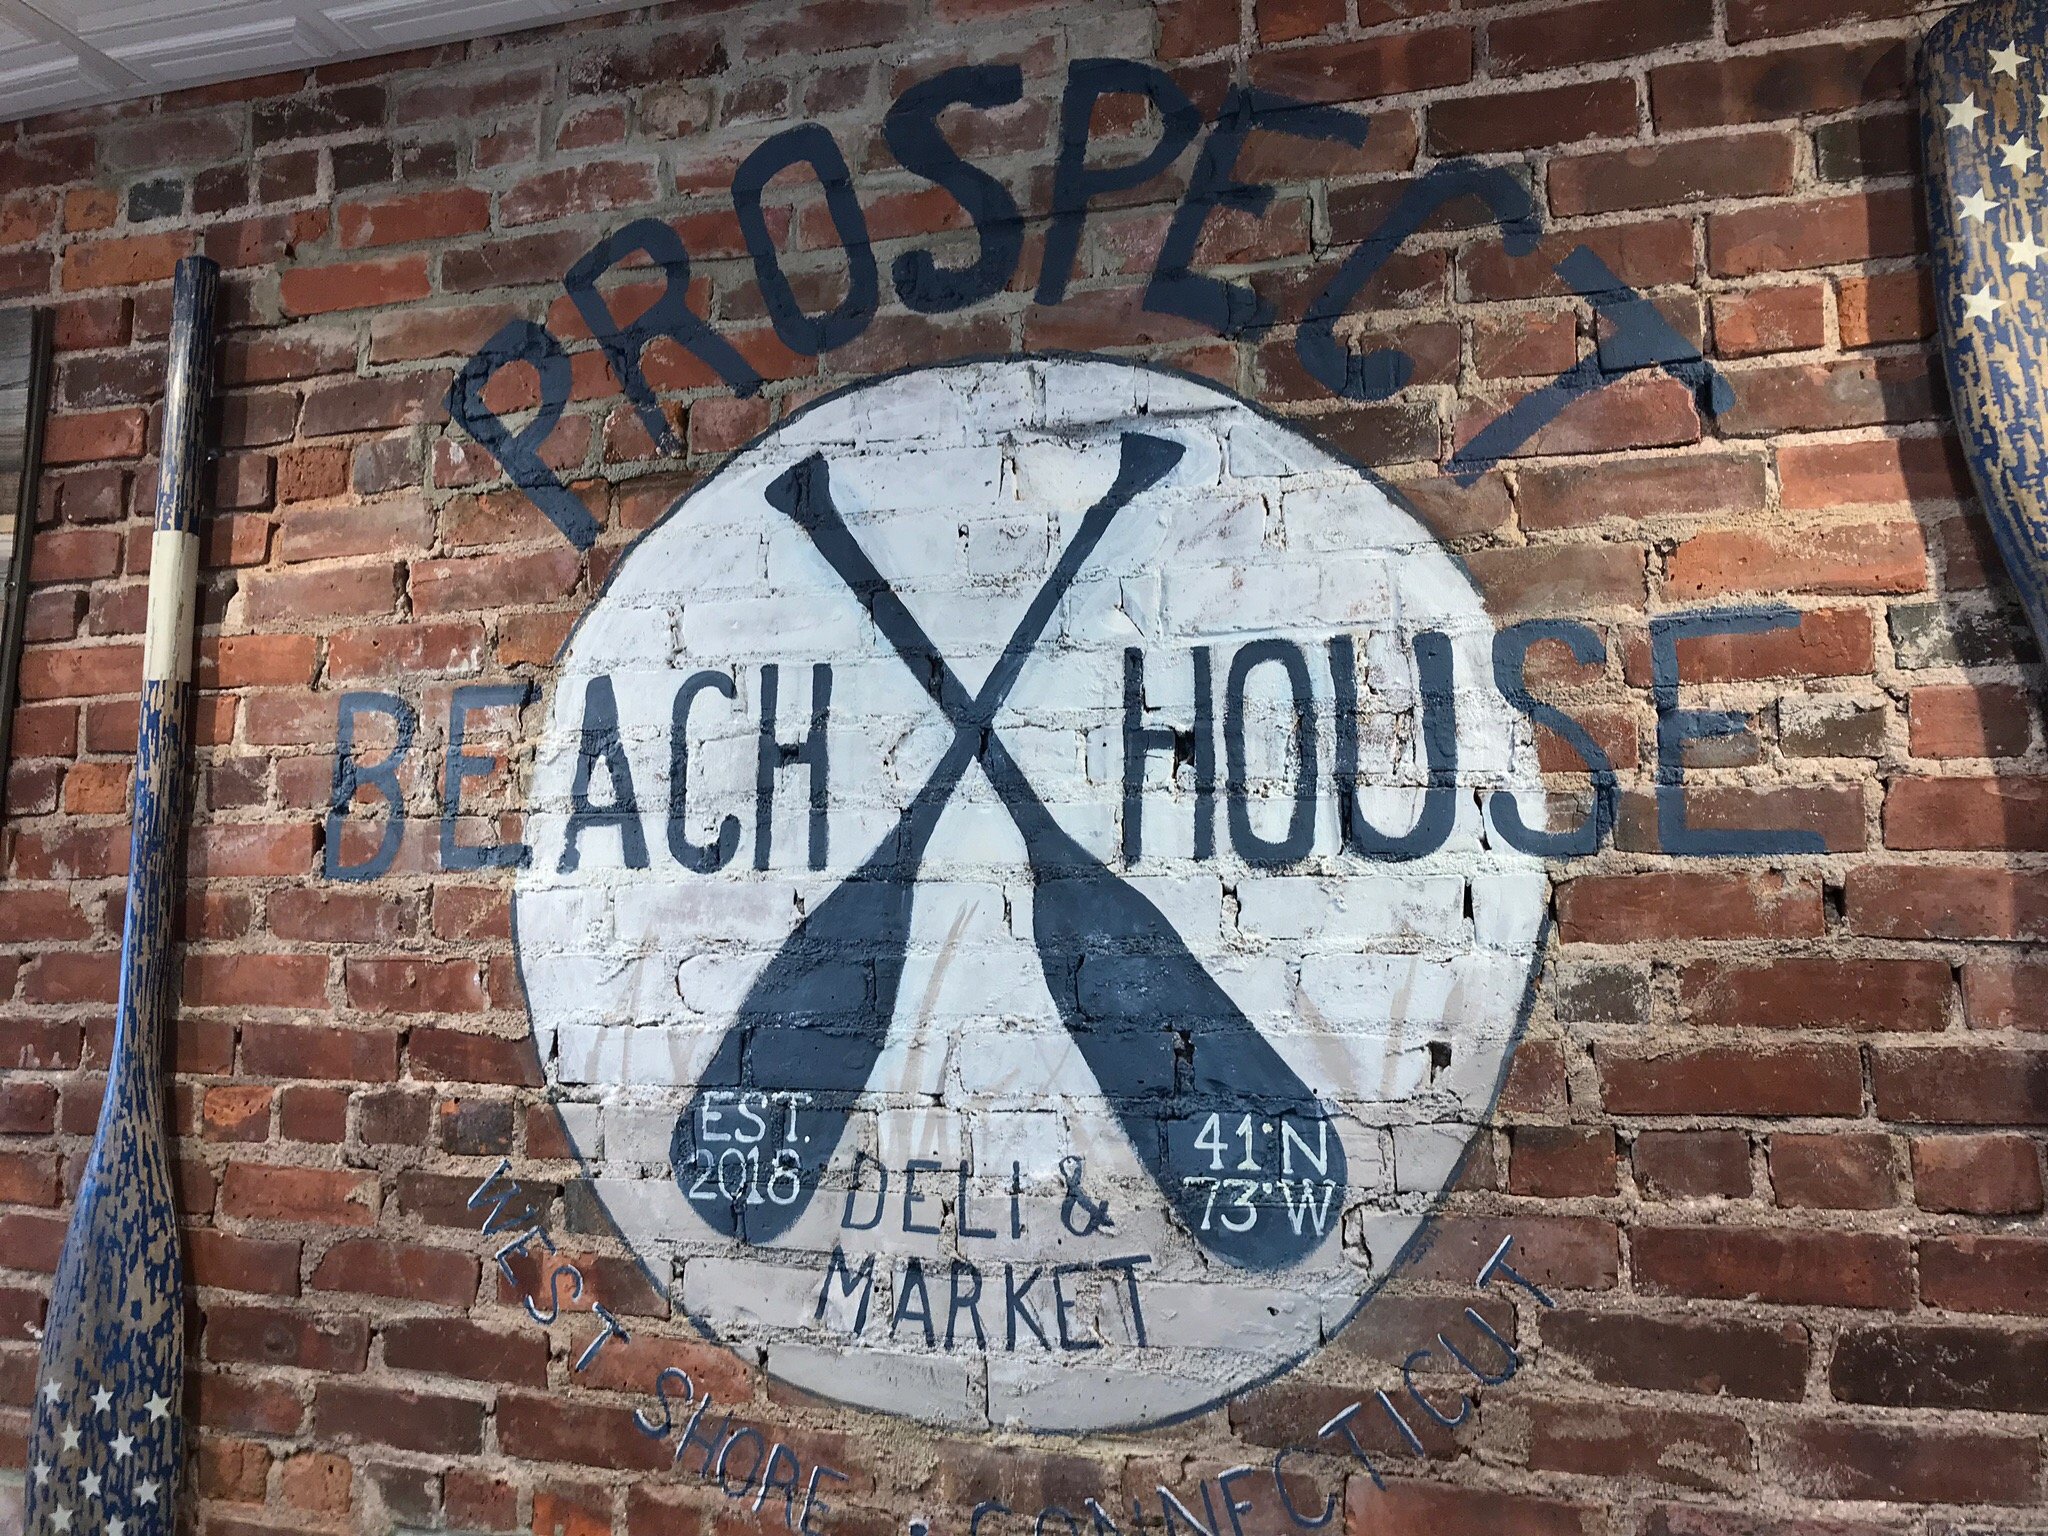 PROSPECT
BEACH HOUSE
EST.
2018
41°N
73°W
DELI &
MARKET
WEST SHORE • CONNECTICUT